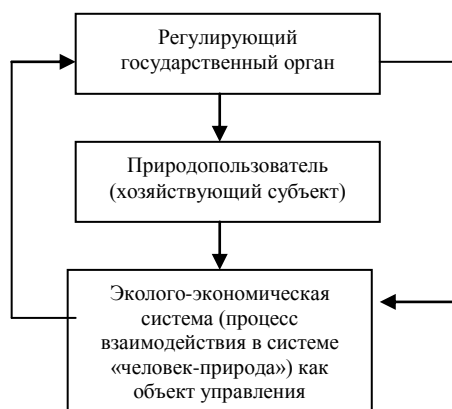 Регулирующий
государственный орган
Природопользователь
(хозяйствующий субъект)
Эколого-экономическая
система (процесс
взаимодействия в системе
«человек-природа») как
объект управления